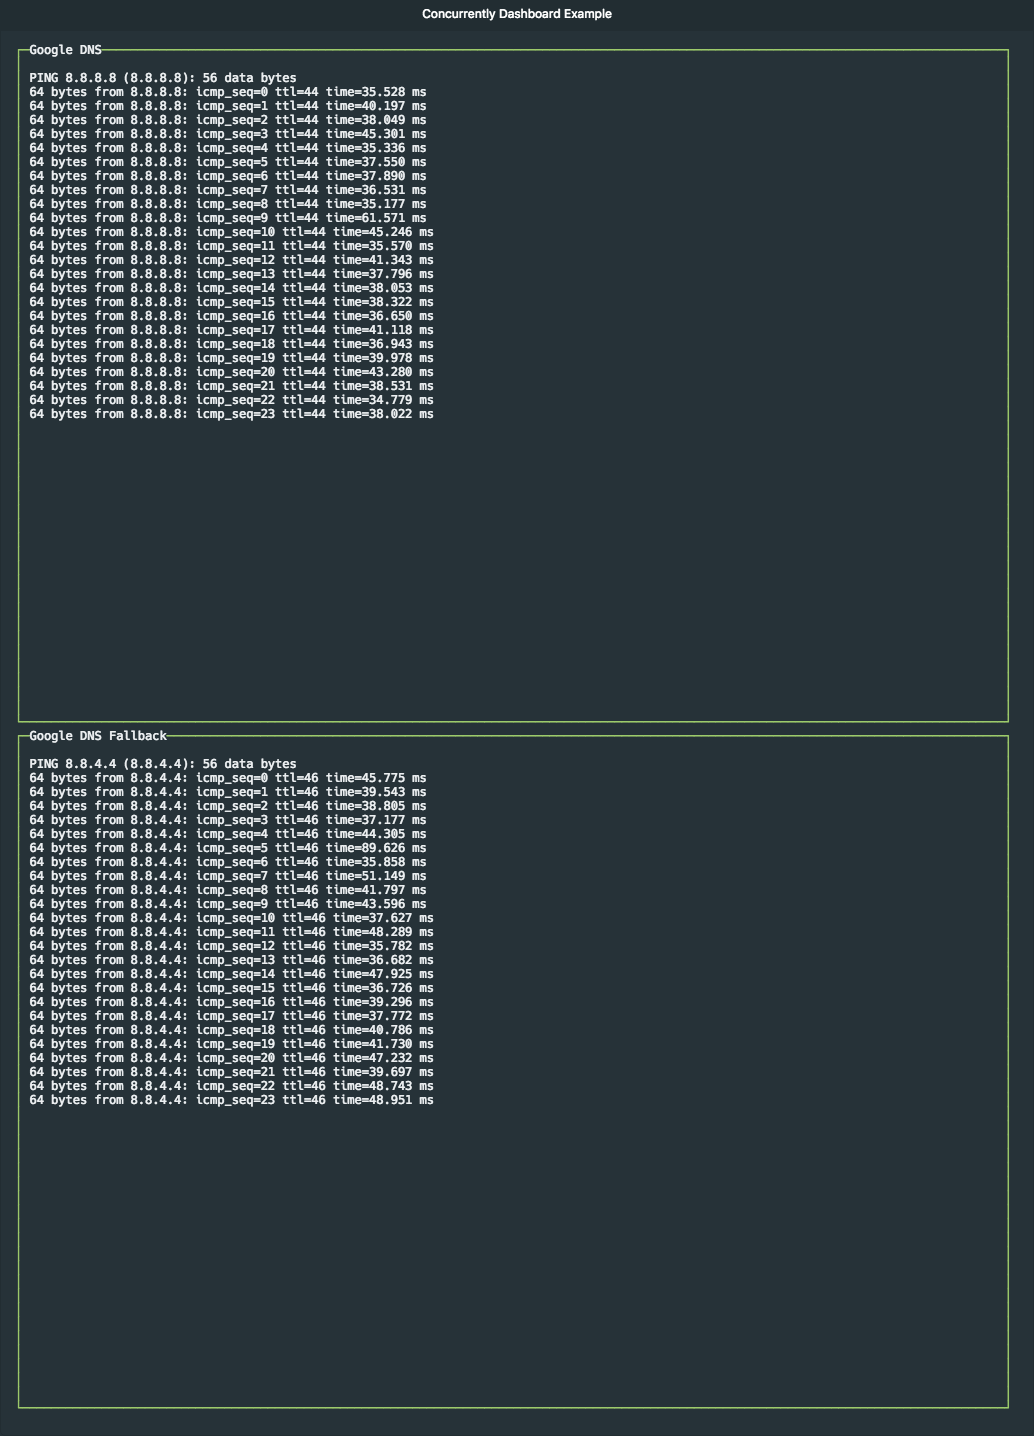 Concurrently Dashboard Example
Google DNS
PING 8.8.8.8 (8.8.8.8): 56 data bytes
64 bytes from 8.8.8.8: icmp_seq=0 ttl=44 time=35.528 ms
64 bytes from 8.8.8.8: icmp_seq=1 ttl=44 time=40.197 ms
64 bytes from 8.8.8.8: icmp_seq=2 ttl=44 time=38.049 ms
64 bytes from 8.8.8.8: icmp_seq=3 ttl=44 time=45.301 ms
64 bytes from 8.8.8.8: icmp_seq=4 ttl=44 time=35.336 ms
64 bytes from 8.8.8.8: icmp_seq=5 ttl=44 time=37.550 ms
64 bytes from 8.8.8.8: icmp_seq=6 ttl=44 time=37.890 ms
64 bytes from 8.8.8.8: icmp_seq=7 ttl=44 time=36.531 ms
64 bytes from 8.8.8.8: icmp_seq=8 ttl=44 time=35.177 ms
64 bytes from 8.8.8.8: icmp_seq=9 ttl=44 time=61.571 ms
64 bytes from 8.8.8.8: icmp_seq=10 ttl=44 time=45.246 ms
64 bytes from 8.8.8.8: icmp_seq=11 ttl=44 time=35.570 ms
64 bytes from 8.8.8.8: icmp_seq=12 ttl=44 time=41.343 ms
64 bytes from 8.8.8.8: icmp_seq=13 ttl=44 time=37.796 ms
64 bytes from 8.8.8.8: icmp_seq=14 ttl=44 time=38.053 ms
64 bytes from 8.8.8.8: icmp_seq=15 ttl=44 time=38.322 ms
64 bytes from 8.8.8.8: icmp_seq=16 ttl=44 time=36.650 ms
64 bytes from 8.8.8.8: icmp_seq=17 ttl=44 time=41.118 ms
64 bytes from 8.8.8.8: icmp_seq=18 ttl=44 time=36.943 ms
64 bytes from 8.8.8.8: icmp_seq=19 ttl=44 time=39.978 ms
64 bytes from 8.8.8.8: icmp_seq=20 ttl=44 time=43.280 ms
64 bytes from 8.8.8.8: icmp_seq=21 ttl=44 time=38.531 ms
64 bytes from 8.8.8.8: icmp_seq=22 ttl=44 time=34.779 ms
64 bytes from 8.8.8.8: icmp_seq=23 ttl=44 time=38.022 ms
Google DNS Fallback
PING 8.8.4.4 (8.8.4.4): 56 data bytes
64 bytes from 8.8.4.4: icmp_seq=0 ttl=46 time=45.775 ms
64 bytes from 8.8.4.4: icmp_seq=1 ttl=46 time=39.543 ms
64 bytes from 8.8.4.4: icmp_seq=2 ttl=46 time=38.805 ms
64 bytes from 8.8.4.4: icmp_seq=3 ttl=46 time=37.177 ms
64 bytes from 8.8.4.4: icmp_seq=4 ttl=46 time=44.305 ms
64 bytes from 8.8.4.4: icmp_seq=5 ttl=46 time=89.626 ms
64 bytes from 8.8.4.4: icmp_seq=6 ttl=46 time=35.858 ms
64 bytes from 8.8.4.4: icmp_seq=7 ttl=46 time=51.149 ms
64 bytes from 8.8.4.4: icmp_seq=8 ttl=46 time=41.797 ms
64 bytes from 8.8.4.4: icmp_seq=9 ttl=46 time=43.596 ms
64 bytes from 8.8.4.4: icmp_seq=10 ttl=46 time=37.627 ms
64 bytes from 8.8.4.4: icmp_seq=11 ttl=46 time=48.289 ms
64 bytes from 8.8.4.4: icmp_seq=12 ttl=46 time=35.782 ms
64 bytes from 8.8.4.4: icmp_seq=13 ttl=46 time=36.682 ms
64 bytes from 8.8.4.4: icmp_seq=14 ttl=46 time=47.925 ms
64 bytes from 8.8.4.4: icmp_seq=15 ttl=46 time=36.726 ms
64 bytes from 8.8.4.4: icmp_seq=16 ttl=46 time=39.296 ms
64 bytes from 8.8.4.4: icmp_seq=17 ttl=46 time=37.772 ms
64 bytes from 8.8.4.4: icmp_seq=18 ttl=46 time=40.786 ms
64 bytes from 8.8.4.4: icmp_seq=19 ttl=46 time=41.730 ms
64 bytes from 8.8.4.4: icmp_seq=20 ttl=46 time=47.232 ms
64 bytes from 8.8.4.4: icmp_seq=21 ttl=46 time=39.697 ms
64 bytes from 8.8.4.4: icmp_seq=22 ttl=46 time=48.743 ms
64 bytes from 8.8.4.4: icmp_seq=23 ttl=46 time=48.951 ms